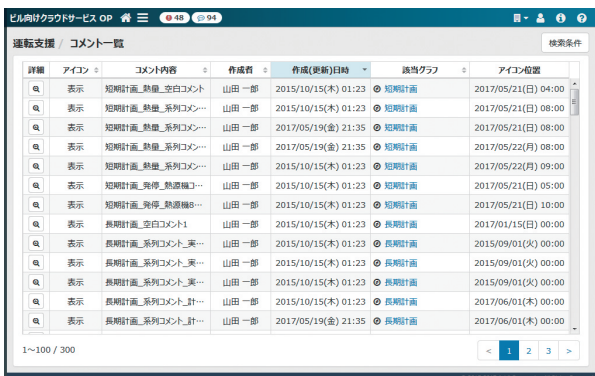 ビル向けクラウドサービス OP 48 94
運転支援 / コメント一覧 検索条件
詳細 アイコン コメント内容 作成者 作成(更新)日時 該当グラフ アイコン位置
表示 短期計画_熱量_空白コメント 山田 一郎 2015/10/15(木) 01:23 短期計画 2017/05/21(日) 04:00
表示 短期計画_熱量_系列コメン… 山田 一郎 2015/10/15(木) 01:23 短期計画 2017/05/21(日) 08:00
表示 短期計画_熱量_系列コメン… 山田 一郎 2017/05/19(金) 21:35 短期計画 2017/05/21(日) 08:00
表示 短期計画_熱量_系列コメン… 山田 一郎 2015/10/15(木) 01:23 短期計画 2017/05/22(月) 08:00
表示 短期計画_熱量_系列コメン… 山田 一郎 2015/10/15(木) 01:23 短期計画 2017/05/22(月) 09:00
表示 短期計画_発停_熱源機コ… 山田 一郎 2015/10/15(木) 01:23 短期計画 2017/05/21(日) 05:00
表示 短期計画_発停_熱源機8… 山田 一郎 2015/10/15(木) 01:23 短期計画 2017/05/21(日) 10:00
表示 長期計画_空白コメント1 山田 一郎 2015/10/15(木) 01:23 長期計画 2017/01/15(日) 00:00
表示 長期計画_系列コメント_実… 山田 一郎 2015/10/15(木) 01:23 長期計画 2015/09/01(火) 00:00
表示 長期計画_系列コメント_実… 山田 一郎 2015/10/15(木) 01:23 長期計画 2015/09/01(火) 00:00
表示 長期計画_系列コメント_実… 山田 一郎 2015/10/15(木) 01:23 長期計画 2015/09/01(火) 00:00
表示 長期計画_系列コメント_計… 山田 一郎 2015/10/15(木) 01:23 長期計画 2017/06/01(木) 00:00
表示 長期計画_系列コメント_計… 山田 一郎 2017/05/19(金) 21:35 長期計画 2017/06/01(木) 00:00
1～100 / 300 < 1 2 3 >